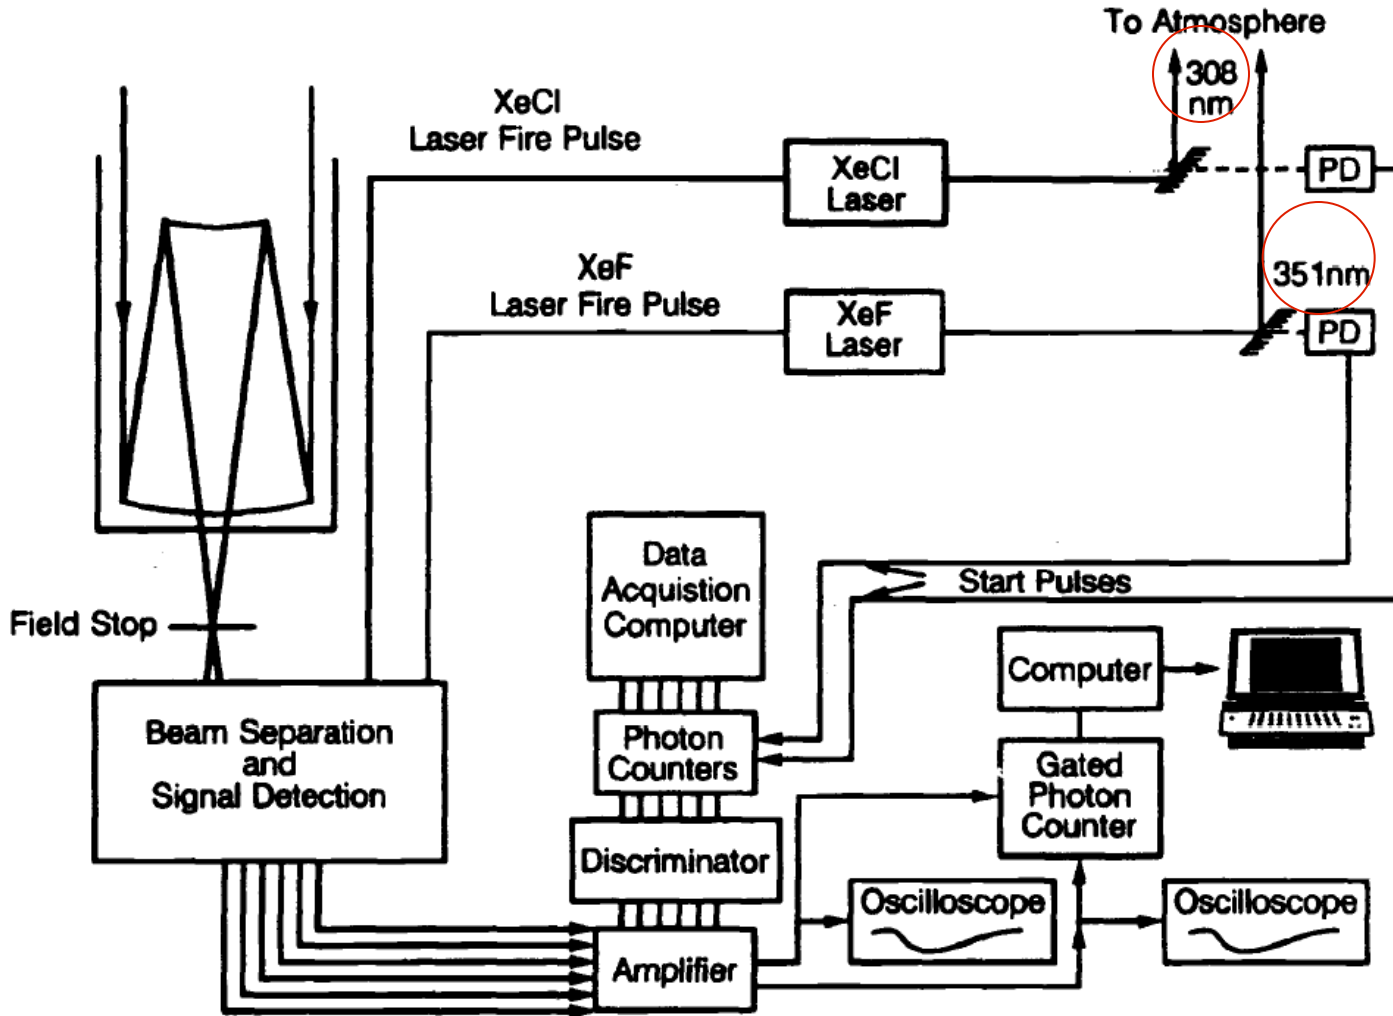 To Atmosphere
308
nm
XeCl
Laser Fire Pulse
XeCl
Laser
PD
XeF
Laser Fire Pulse
XeF
Laser
351nm
PD
Data
Acquistion
Computer
Start Pulses
Field Stop
Computer
Beam Separation
and
Signal Detection
Photon
Counters
Gated
Photon
Counter
Discriminator
Oscilloscope
Oscilloscope
Amplifier